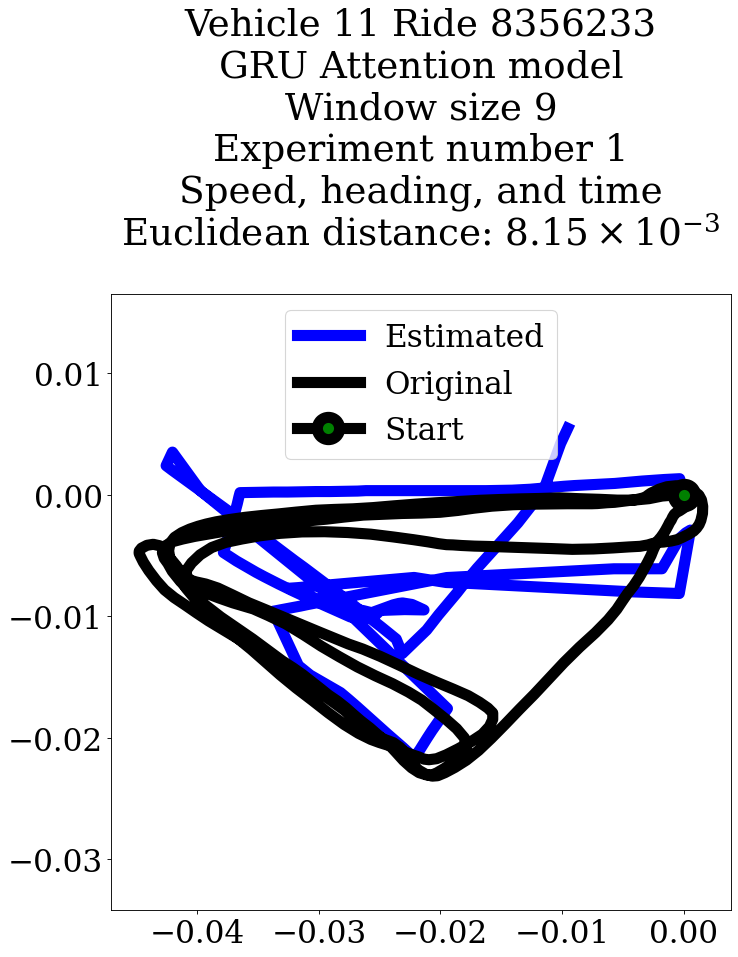 Vehicle 11 Ride 8356233
GRU Attention model
Window size 9
Experiment number 1
Speed, heading, and time
Euclidean distance: 8.15 × 10⁻³
Estimated
Original
Start
0.01
0.00
−0.01
−0.02
−0.03
−0.04 −0.03 −0.02 −0.01 0.00